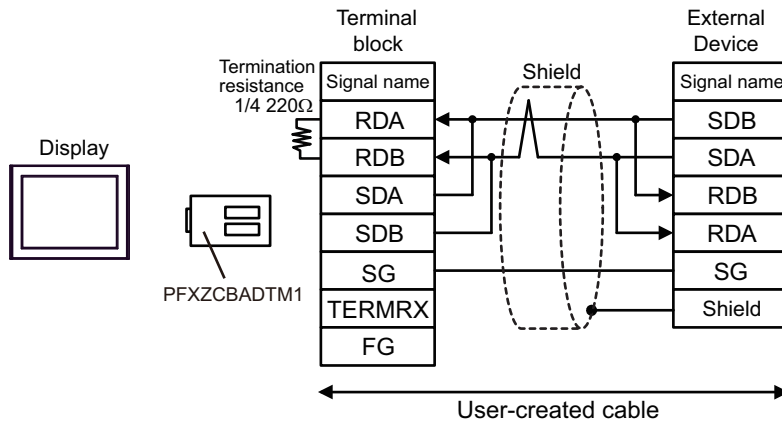 Terminal
block
External
Device
Termination
resistance
1/4 220Ω
Signal name
Shield
Signal name
RDA
SDB
Display
RDB
SDA
SDA
RDB
SDB
RDA
SG
SG
PFXZCBADTM1
TERMRX
Shield
FG
User-created cable